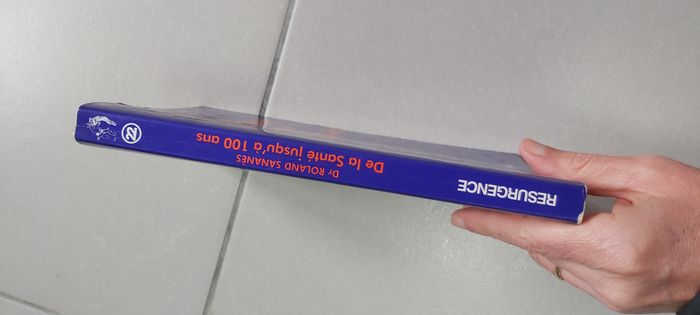 RESURGENCE
Dr ROLAND SANANÈS
De la Santé jusqu'à 100 ans